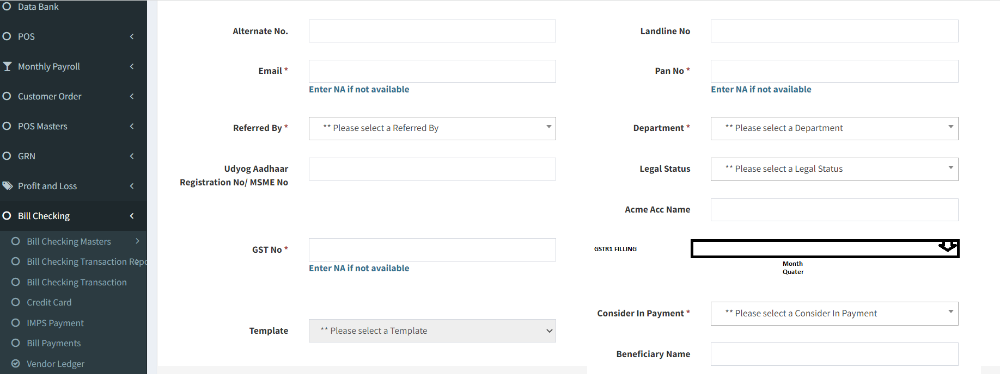 Data Bank
POS
Monthly Payroll
Customer Order
POS Masters
GRN
Profit and Loss
Bill Checking
Bill Checking Masters
Bill Checking Transaction Repo
Bill Checking Transaction
Credit Card
IMPS Payment
Bill Payments
Vendor Ledger
Alternate No.
Landline No
Email *
Enter NA if not available
Pan No *
Enter NA if not available
Referred By *
** Please select a Referred By
Department *
** Please select a Department
Udyog Aadhaar
Registration No/ MSME No
Legal Status
** Please select a Legal Status
Acme Acc Name
GST No *
Enter NA if not available
GSTR1 FILLING
Month
Quater
Consider In Payment *
** Please select a Consider In Payment
Template
** Please select a Template
Beneficiary Name